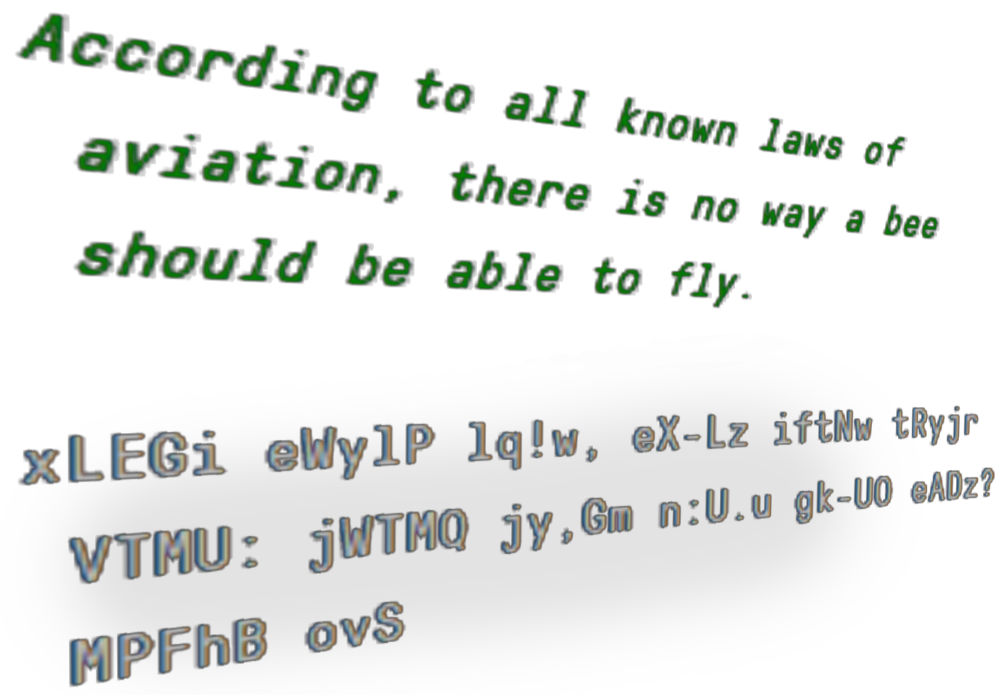 According to all known laws of
aviation, there is no way a bee
should be able to fly.
xLEGi eWylP lq!w, eX-Lz iftNw tRyjr
VTMU: jWTMQ jy,Gm n:U.u gk-UO eADz?
MPFhB ovS